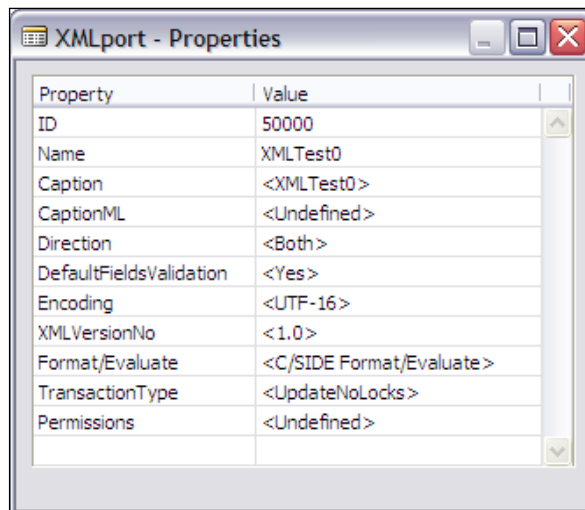 XMLport - Properties
Property Value
ID 50000
Name XMLTest0
Caption <XMLTest0>
CaptionML <Undefined>
Direction <Both>
DefaultFieldsValidation <Yes>
Encoding <UTF-16>
XMLVersionNo <1.0>
Format/Evaluate <C/SIDE Format/Evaluate>
TransactionType <UpdateNoLocks>
Permissions <Undefined>